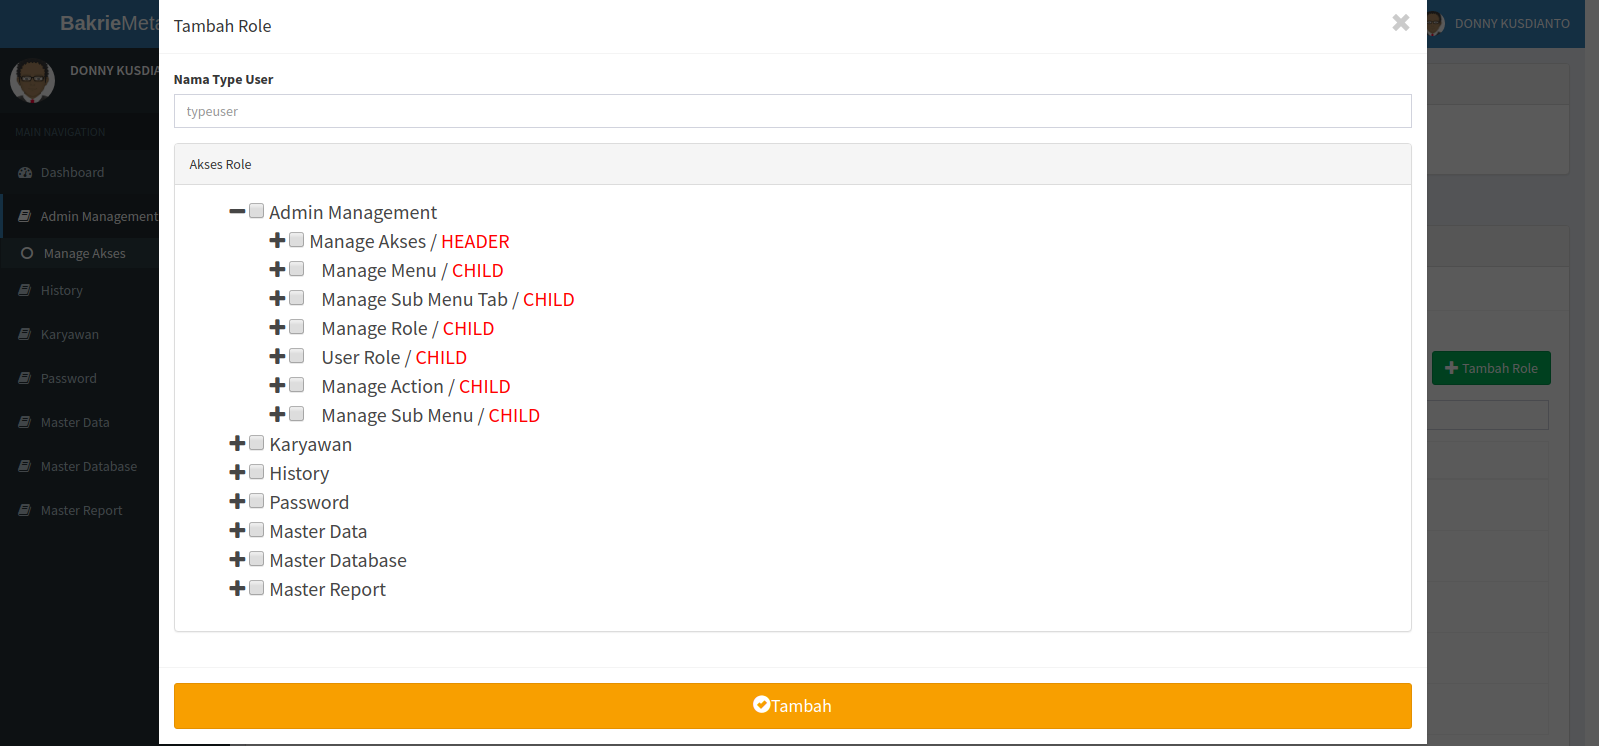 BakrieMeta
Tambah Role
DONNY KUSDIANTO
DONNY KUSDIA
MAIN NAVIGATION
Dashboard
Admin Management
Manage Akses
History
Karyawan
Password
Master Data
Master Database
Master Report
Nama Type User
typeuser
Akses Role
Admin Management
Manage Akses / HEADER
Manage Menu / CHILD
Manage Sub Menu Tab / CHILD
Manage Role / CHILD
User Role / CHILD
Manage Action / CHILD
Manage Sub Menu / CHILD
Karyawan
History
Password
Master Data
Master Database
Master Report
Tambah Role
Tambah